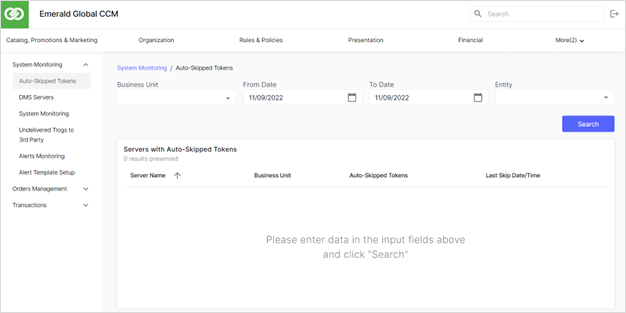 Emerald Global CCM
Search
Catalog, Promotions & Marketing
Organization
Rules & Policies
Presentation
Financial
More(2)
System Monitoring
Auto-Skipped Tokens
DMS Servers
System Monitoring
Undelivered Tlogs to
3rd Party
Alerts Monitoring
Alert Template Setup
Orders Management
Transactions
System Monitoring / Auto-Skipped Tokens
Business Unit
From Date
To Date
Entity
11/09/2022
11/09/2022
Search
Servers with Auto-Skipped Tokens
0 results presented
Server Name
Business Unit
Auto-Skipped Tokens
Last Skip Date/Time
Please enter data in the input fields above
and click "Search"